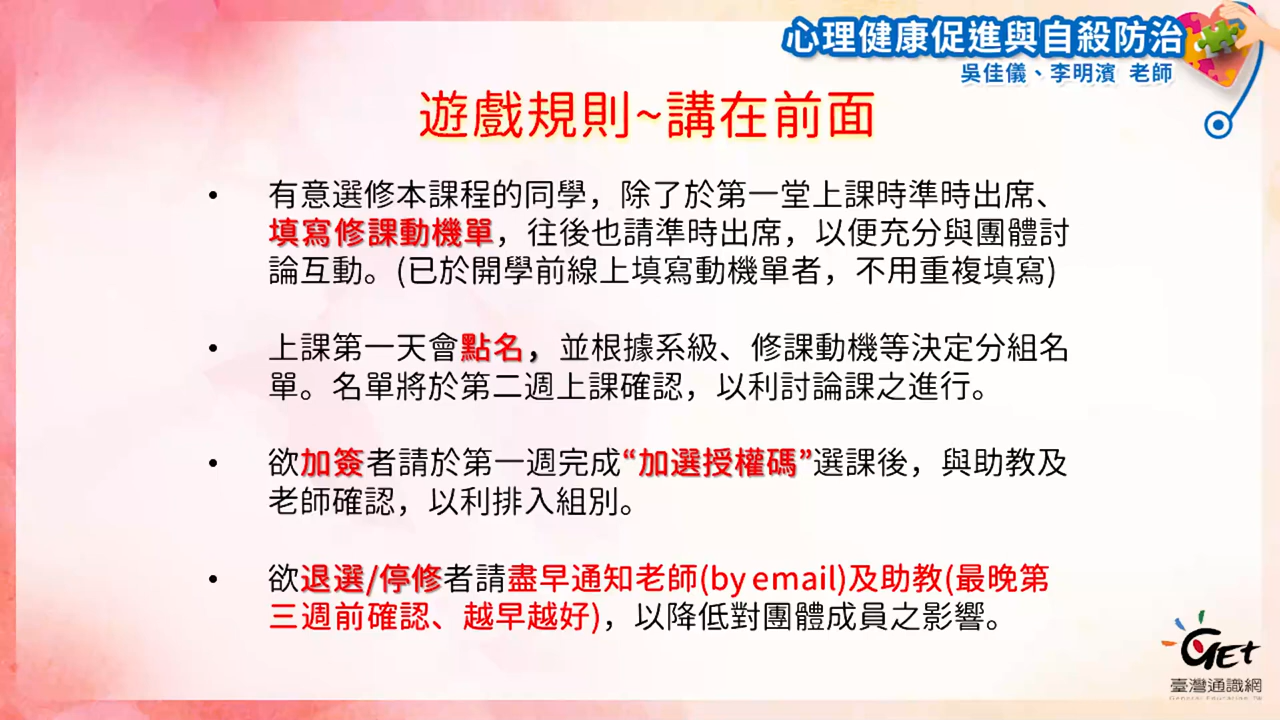 心理健康促進與自殺防治
吳佳儀、李明濱 老師
遊戲規則~講在前面
• 有意選修本課程的同學，除了於第一堂上課時準時出席、
填寫修課動機單，往後也請準時出席，以便充分與團體討
論互動。(已於開學前線上填寫動機單者，不用重複填寫)
• 上課第一天會點名，並根據系級、修課動機等決定分組名
單。名單將於第二週上課確認，以利討論課之進行。
• 欲加簽者請於第一週完成“加選授權碼”選課後，與助教及
老師確認，以利排入組別。
• 欲退選/停修者請盡早通知老師(by email)及助教(最晚第
三週前確認、越早越好)，以降低對團體成員之影響。
GEt
臺灣通識網